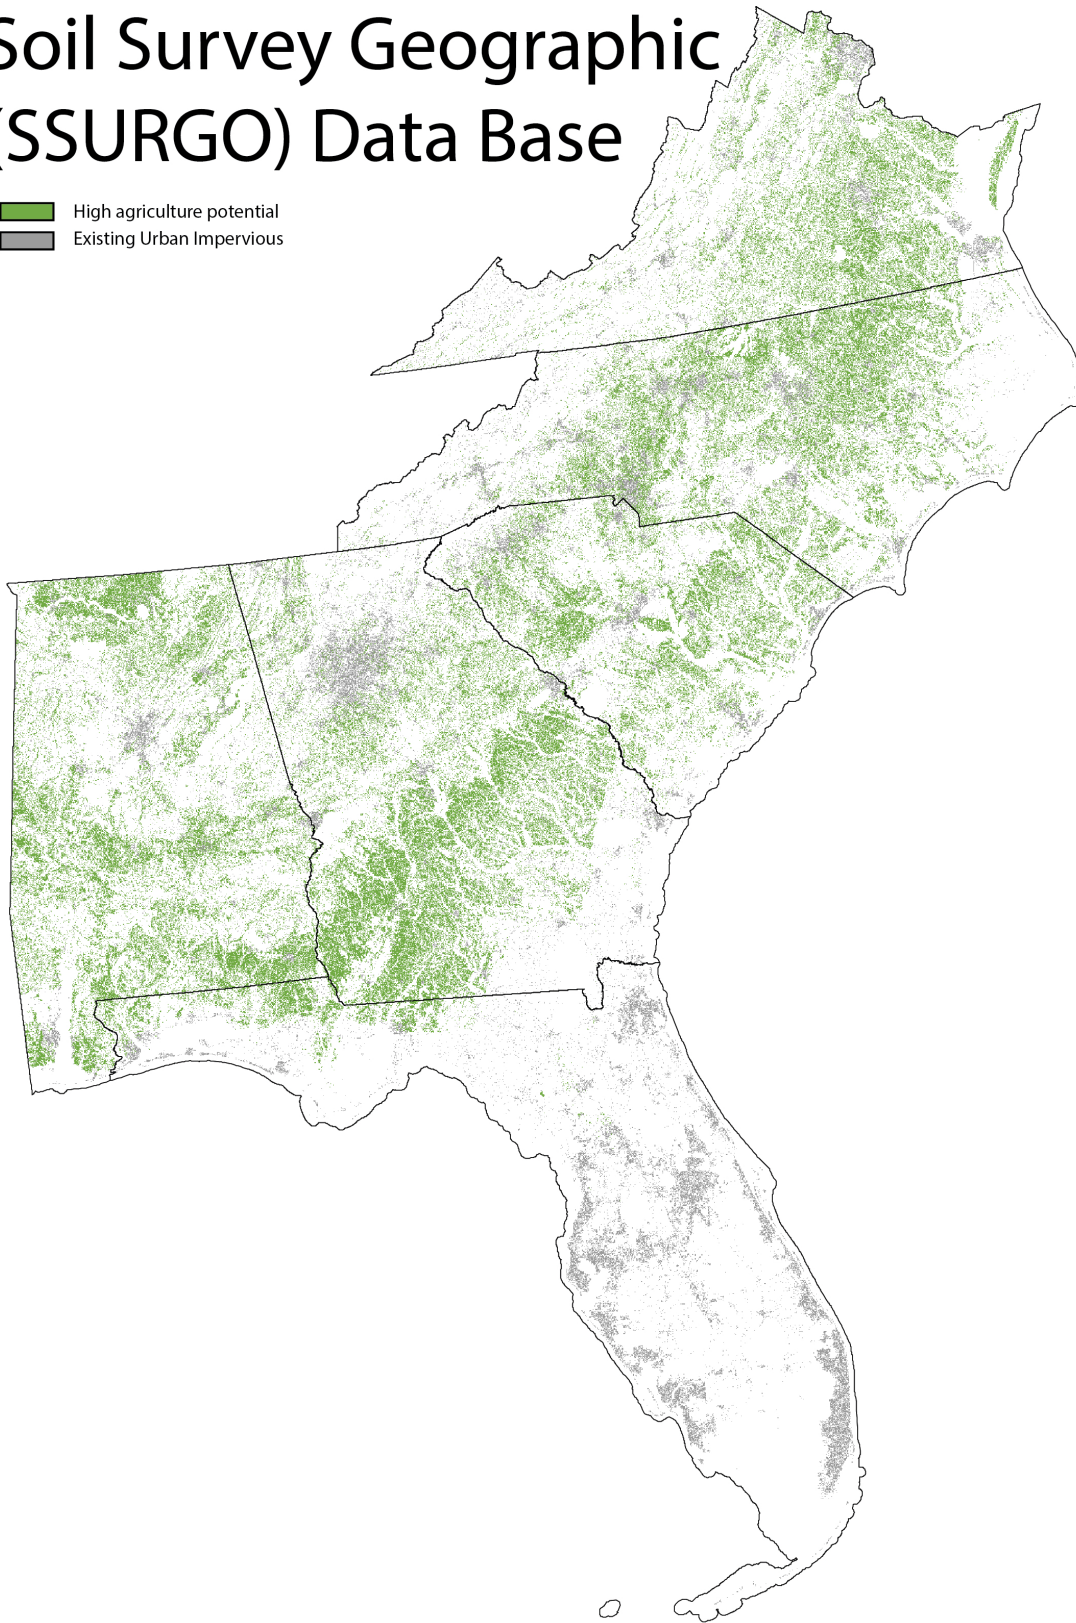 Soil Survey Geographic
(SSURGO) Data Base
High agriculture potential
Existing Urban Impervious